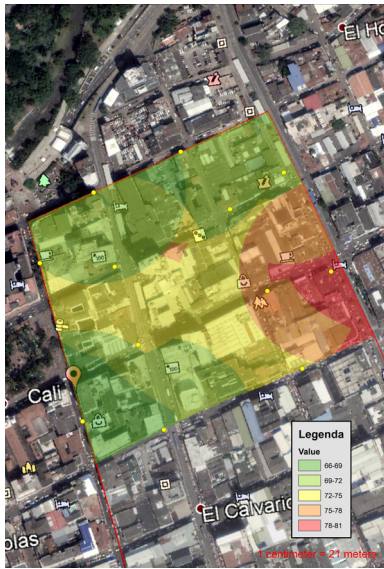 El Ho
Cali
El Calvario
olas
Legenda
Value
66-69
69-72
72-75
75-78
78-81
1 centimeter = 21 meters